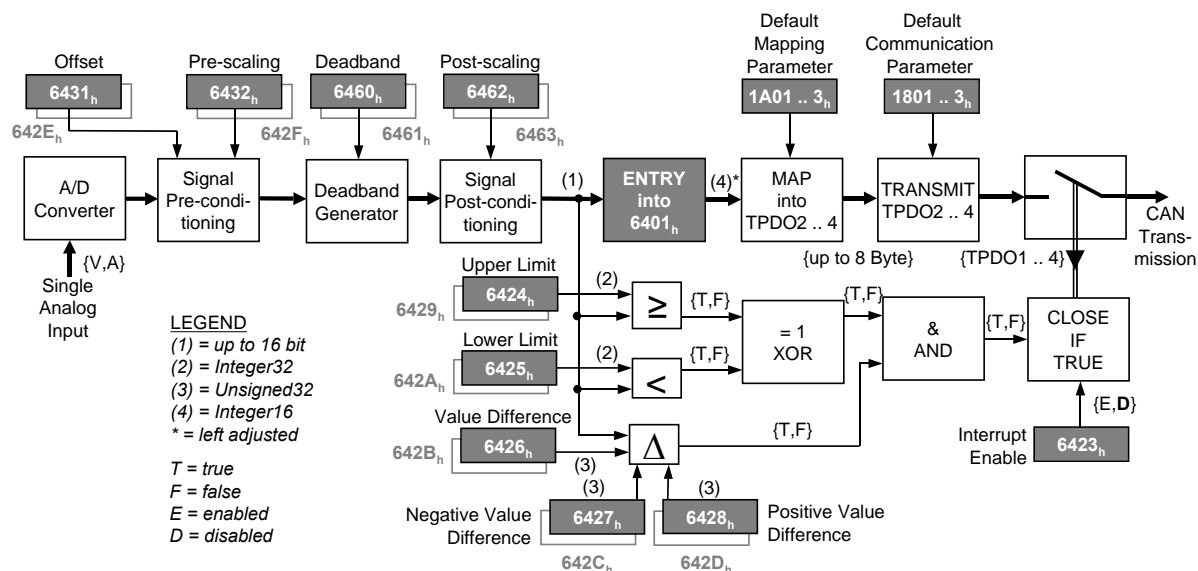 Offset
6431h
642Eh
Pre-scaling
6432h
642Fh
Deadband
6460h
6461h
Post-scaling
6462h
6463h
Default
Mapping
Parameter
1A01 .. 3h
Default
Communication
Parameter
1801 .. 3h
A/D
Converter
Signal
Pre-condi-
tioning
Deadband
Generator
Signal
Post-condi-
tioning
(1)
ENTRY
into
6401h
(4)*
MAP
into
TPDO2 .. 4
TRANSMIT
TPDO2 .. 4
CAN
Trans-
mission
{V,A}
Single
Analog
Input
{up to 8 Byte}
{TPDO1 .. 4}
Upper Limit
6424h
6429h
(2)
≥
{T,F}
Lower Limit
6425h
642Ah
(2)
<
{T,F}
= 1
XOR
{T,F}
&
AND
{T,F}
CLOSE
IF
TRUE
Value Difference
6426h
642Bh
(3)
Δ
{T,F}
{E,D}
Interrupt
Enable
6423h
(3)
Negative Value
Difference
6427h
642Ch
(3)
6428h
642Dh
Positive Value
Difference
LEGEND
(1) = up to 16 bit
(2) = Integer32
(3) = Unsigned32
(4) = Integer16
* = left adjusted
T = true
F = false
E = enabled
D = disabled